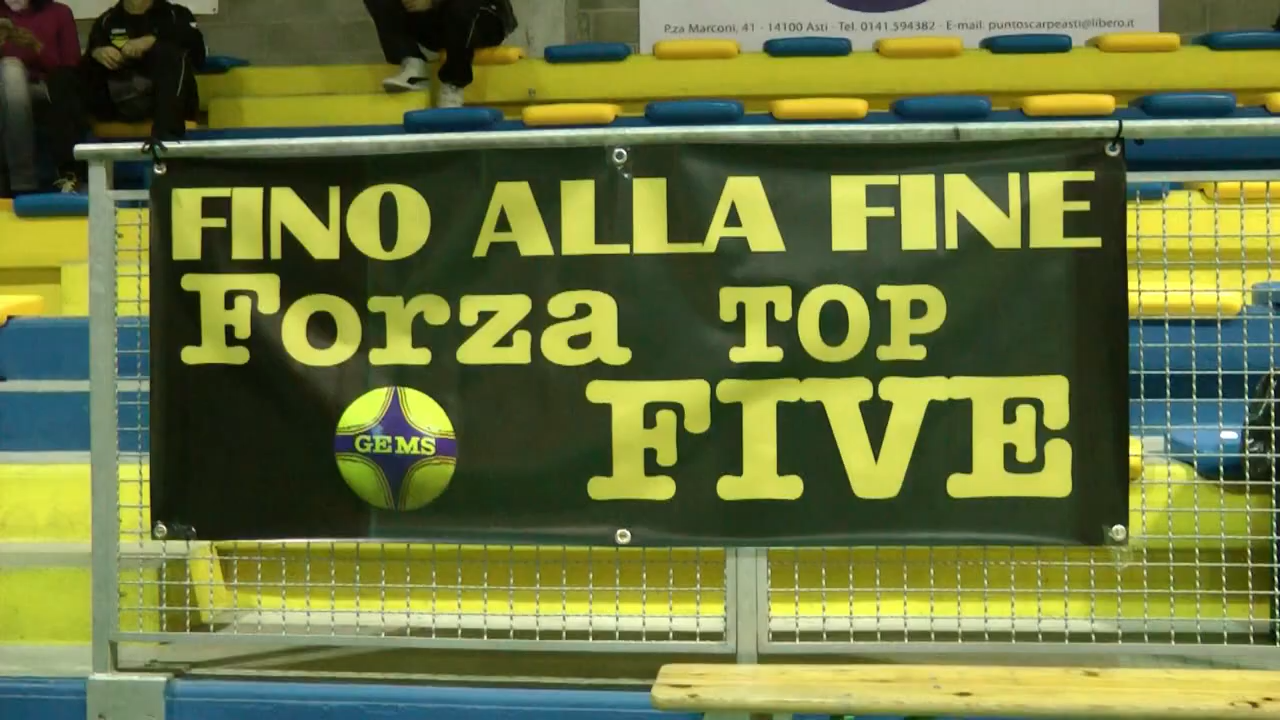 P.za Marconi, 41 - 14100 Asti - Tel. 0141.594382 - E-mail: puntoscarpeasti@libero.it
FINO ALLA FINE
Forza TOP
FIVE
GEMS